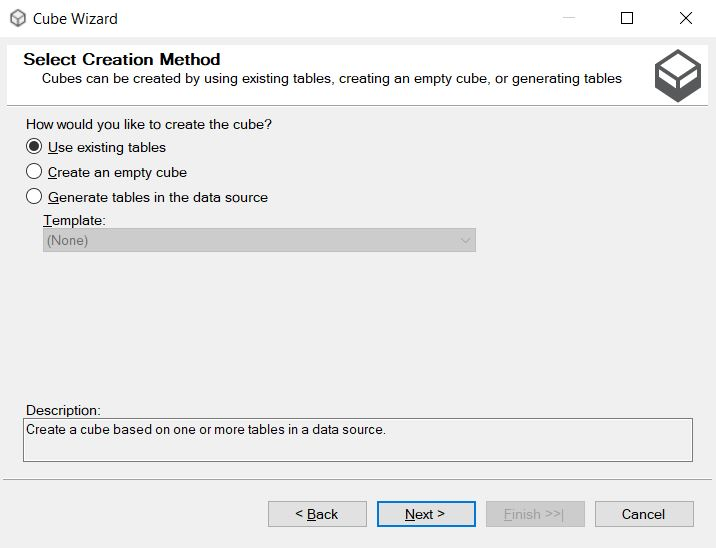 Cube Wizard
Select Creation Method
Cubes can be created by using existing tables, creating an empty cube, or generating tables
How would you like to create the cube?
Use existing tables
Create an empty cube
Generate tables in the data source
Template:
(None)
Description:
Create a cube based on one or more tables in a data source.
< Back
Next >
Finish >>|
Cancel